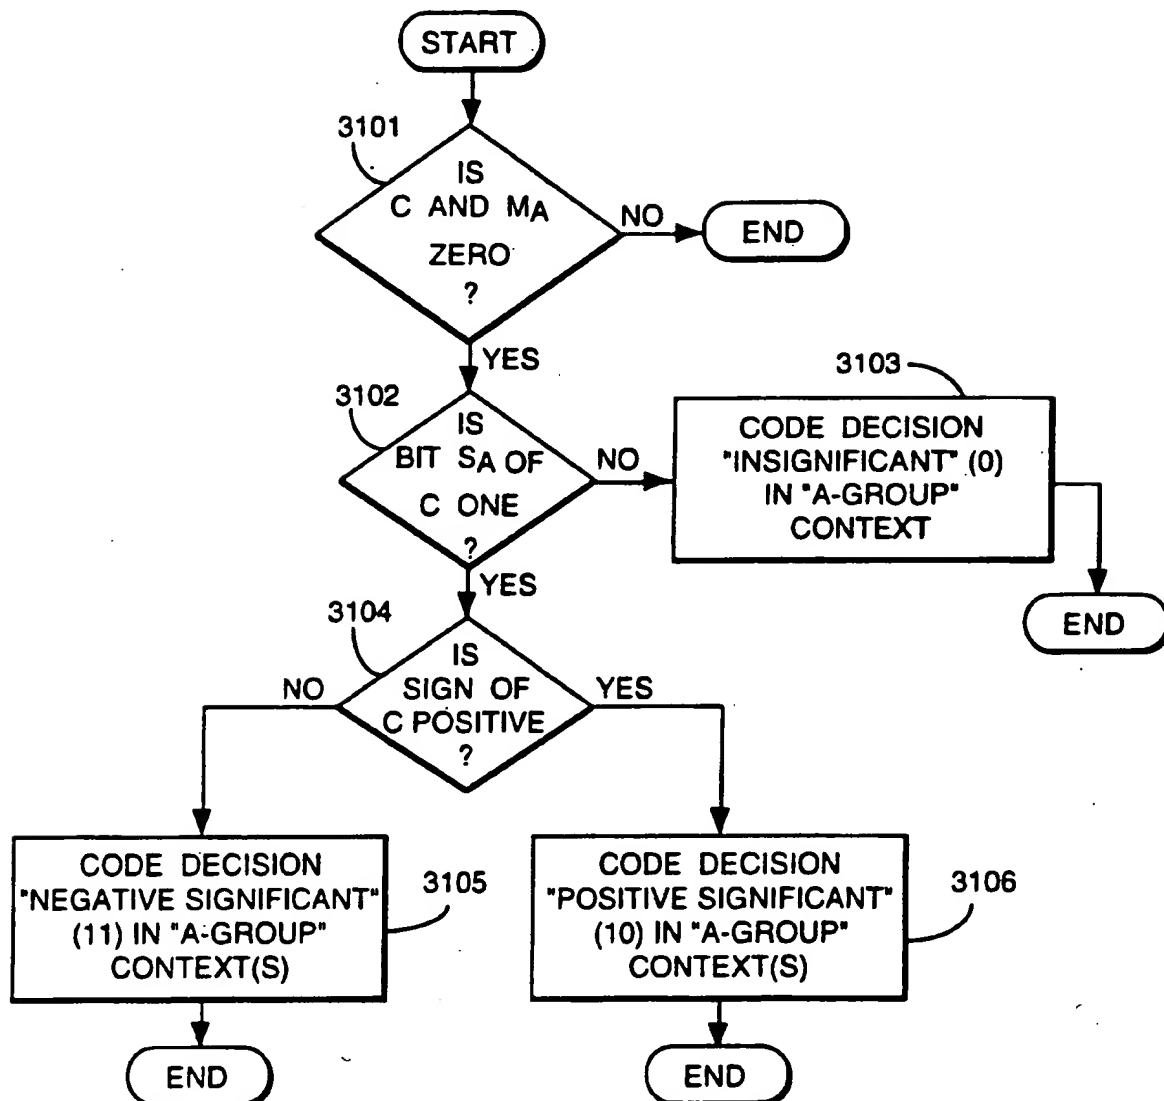 START
3101
IS
C AND MA
ZERO
?
NO
END
YES
3102
IS
BIT SA OF
C ONE
?
NO
3103
CODE DECISION
"INSIGNIFICANT" (0)
IN "A-GROUP"
CONTEXT
END
YES
3104
IS
SIGN OF
C POSITIVE
?
NO
YES
CODE DECISION
"NEGATIVE SIGNIFICANT"
(11) IN "A-GROUP"
CONTEXT(S)
3105
CODE DECISION
"POSITIVE SIGNIFICANT"
(10) IN "A-GROUP"
CONTEXT(S)
3106
END
END